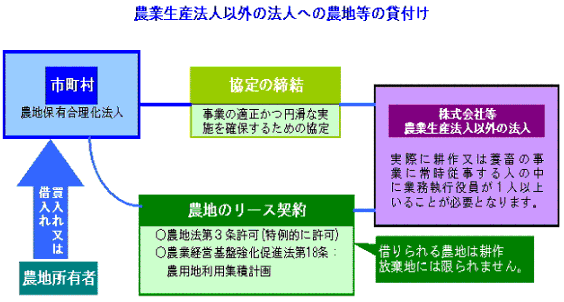 農業生産法人以外の法人への農地等の貸付け
市町村
農地保有合理化法人
協定の締結
事業の適正かつ円滑な実
施を確保するための協定
株式会社等
農業生産法人以外の法人
実際に耕作又は養畜の事
業に常時従事する人の中
に業務執行役員が1人以上
いることが必要となります。
買入れ又は
借入れ
農地所有者
農地のリース契約
○農地法第3条許可(特例的に許可)
○農業経営基盤強化促進法第18条：
農用地利用集積計画
借りられる農地は耕作
放棄地には限られません。